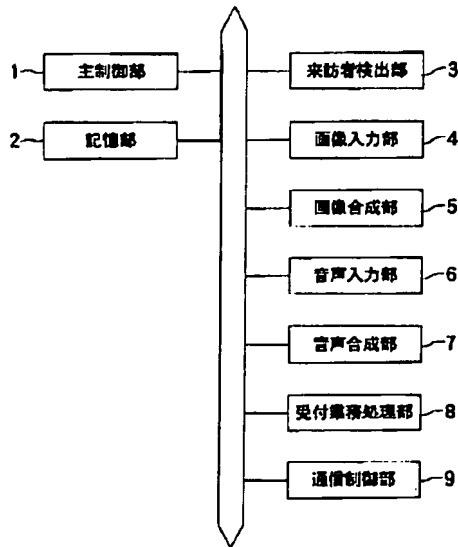 1 主制御部
2 記憶部
来訪者検出部 3
画像入力部 4
画像合成部 5
音声入力部 6
音声合成部 7
受付業務処理部 8
通信制御部 9